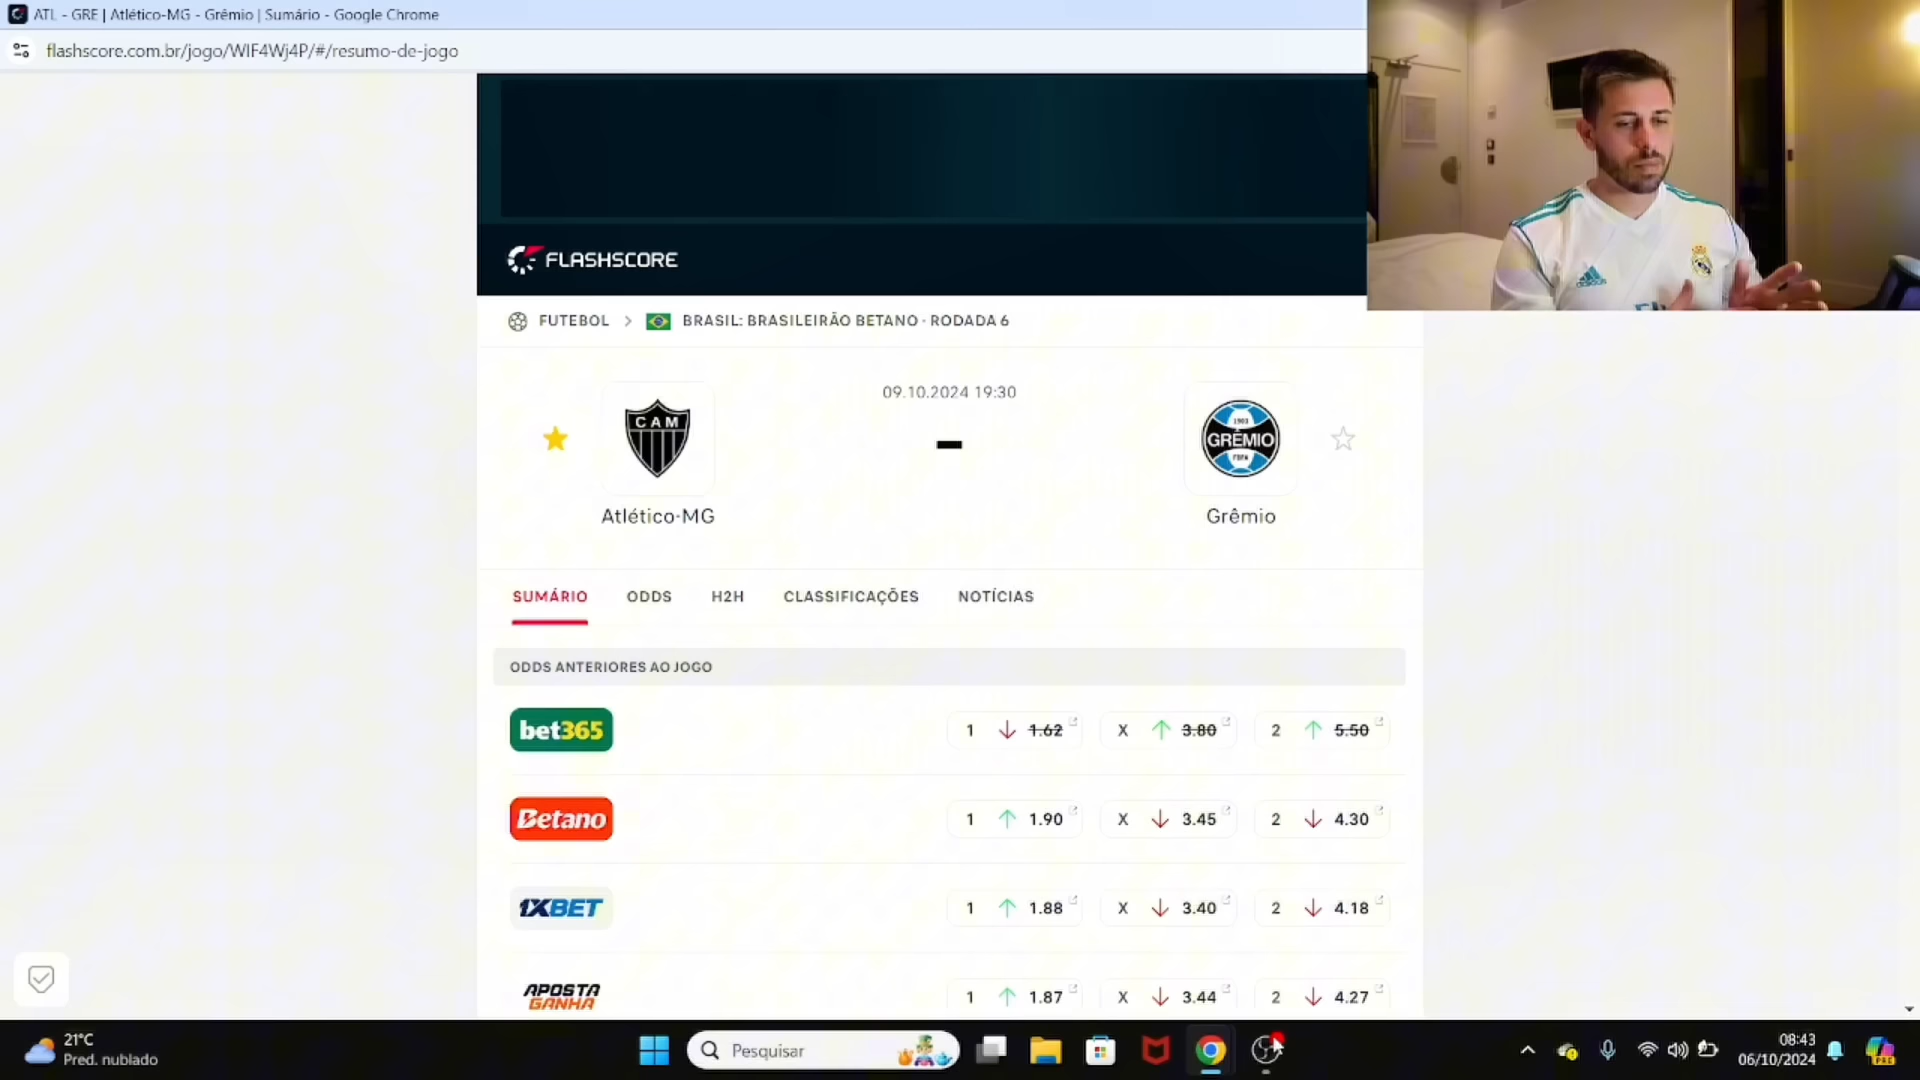 ATL - GRE | Atlético-MG - Grêmio | Sumário - Google Chrome
flashscore.com.br/jogo/WIF4Wj4P/#/resumo-de-jogo
FLASHSCORE
FUTEBOL > BRASIL: BRASILEIRÃO BETANO · RODADA 6
09.10.2024 19:30
CAM
1903
GRÊMIO
FBPA
-
Atlético-MG
Grêmio
SUMÁRIO ODDS H2H CLASSIFICAÇÕES NOTÍCIAS
ODDS ANTERIORES AO JOGO
bet365 1 1.62 X 3.80 2 5.50
Betano 1 1.90 X 3.45 2 4.30
1XBET 1 1.88 X 3.40 2 4.18
APOSTA GANHA 1 1.87 X 3.44 2 4.27
adidas
21°C
Pred. nublado
Pesquisar
08:43
06/10/2024
PRE